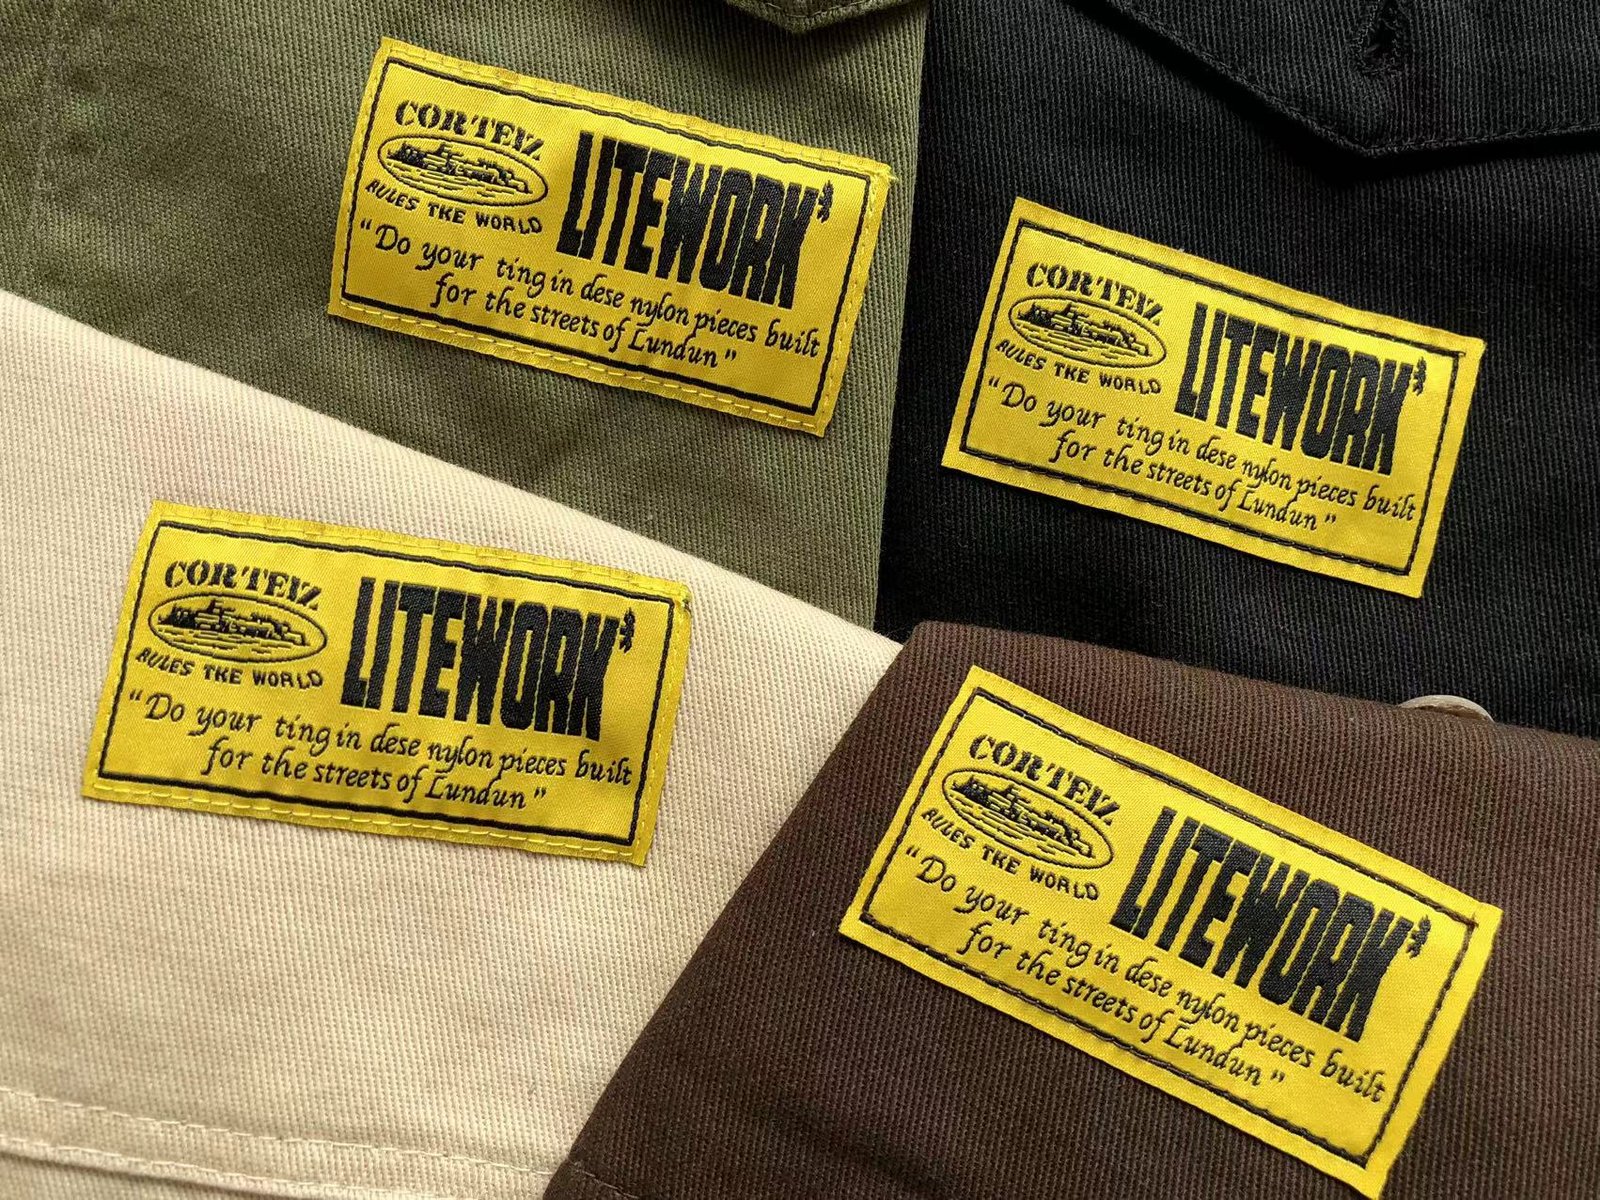 CORTEIZ
RULES THE WORLD
LITEWORK
“Do your ting in dese nylon pieces built
for the streets of Lundun”
CORTEIZ
RULES THE WORLD
LITEWORK
“Do your ting in dese nylon pieces built
for the streets of Lundun”
CORTEIZ
RULES THE WORLD
LITEWORK
“Do your ting in dese nylon pieces built
for the streets of Lundun”
CORTEIZ
RULES THE WORLD
LITEWORK
“Do your ting in dese nylon pieces built
for the streets of Lundun”